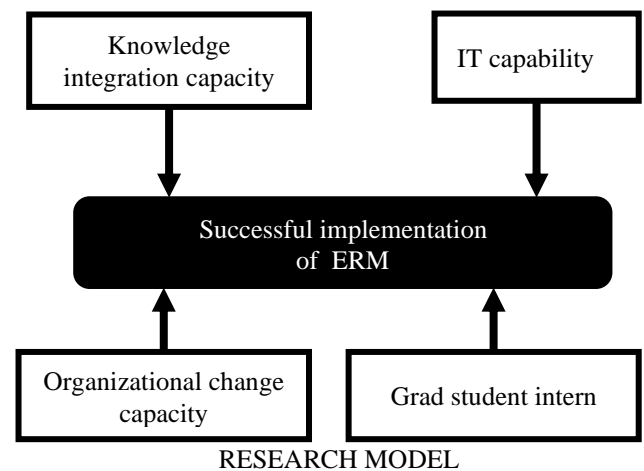 Knowledge
integration capacity
IT capability
Successful implementation
of ERM
Organizational change
capacity
Grad student intern
RESEARCH MODEL